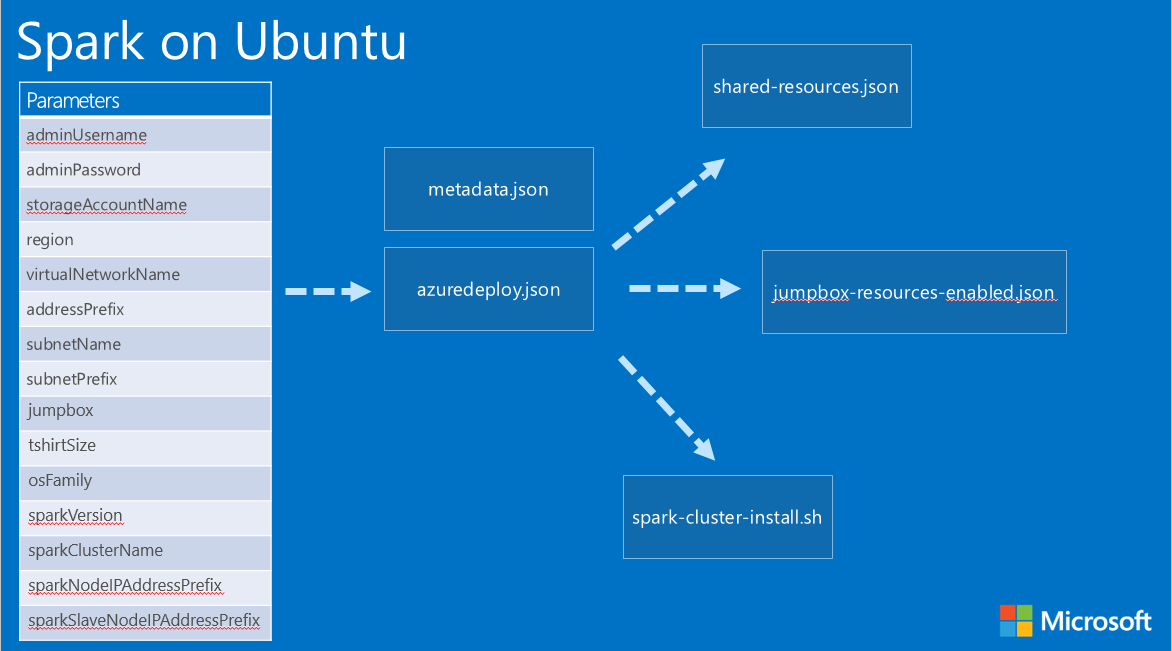 Spark on Ubuntu
Parameters
adminUsername
adminPassword
storageAccountName
region
virtualNetworkName
addressPrefix
subnetName
subnetPrefix
jumpbox
tshirtSize
osFamily
sparkVersion
sparkClusterName
sparkNodeIPAddressPrefix
sparkSlaveNodeIPAddressPrefix
metadata.json
azuredeploy.json
shared-resources.json
jumpbox-resources-enabled.json
spark-cluster-install.sh
Microsoft